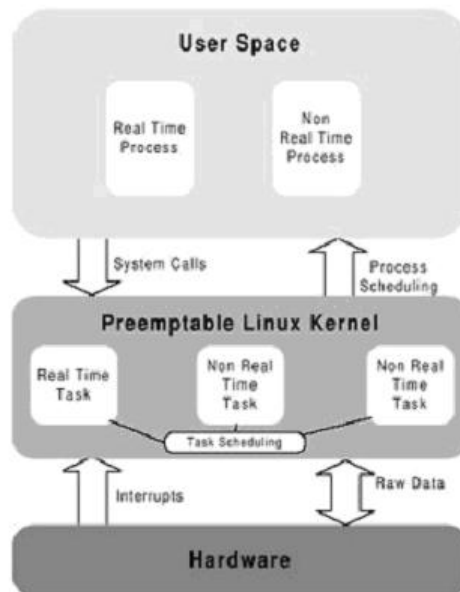 User Space
Real Time
Process
Non
Real Time
Process
System Calls
Process
Scheduling
Preemptable Linux Kernel
Real Time
Task
Non Real
Time
Task
Non Real
Time
Task
Task Scheduling
Interrupts
Raw Data
Hardware